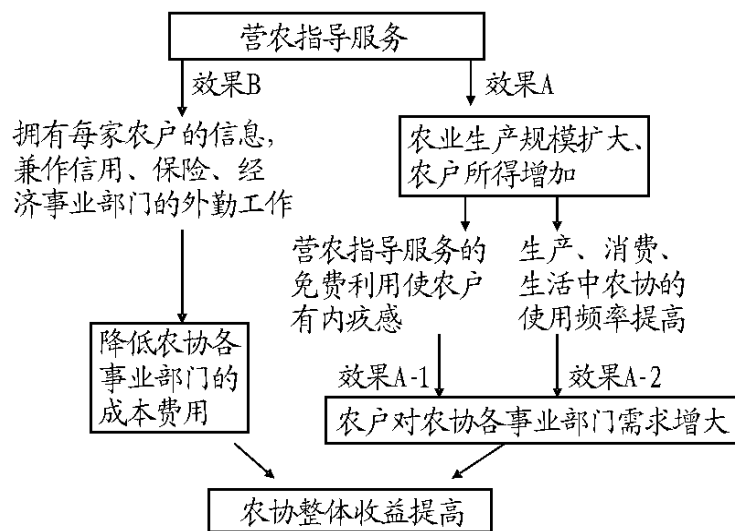 营农指导服务
效果B
效果A
拥有每家农户的信息,
兼作信用、保险、经
济事业部门的外勤工作
农业生产规模扩大、
农户所得增加
营农指导服务的
免费利用使农户
有内疚感
生产、消费、
生活中农协的
使用频率提高
降低农协各
事业部门的
成本费用
效果A-1
效果A-2
农户对农协各事业部门需求增大
农协整体收益提高